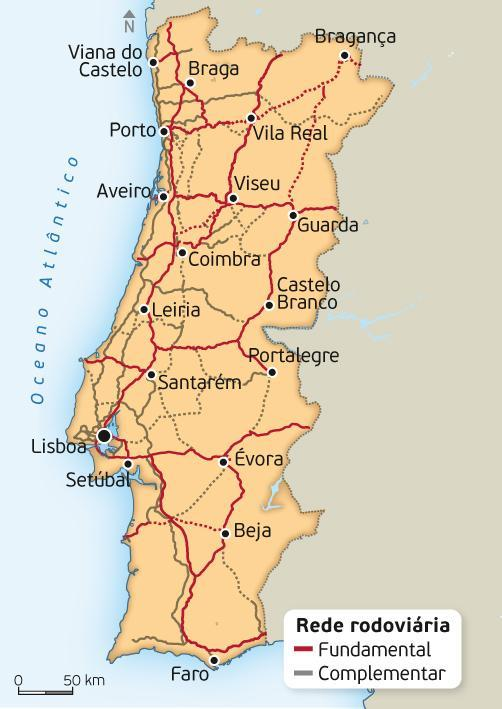 N
Bragança
Viana do
Castelo
Braga
Porto
Vila Real
Aveiro
Viseu
Guarda
Coimbra
Castelo
Branco
Leiria
Portalegre
Santarém
Lisboa
Évora
Setúbal
Beja
Faro
Oceano Atlântico
Rede rodoviária
Fundamental
Complementar
0 50 km